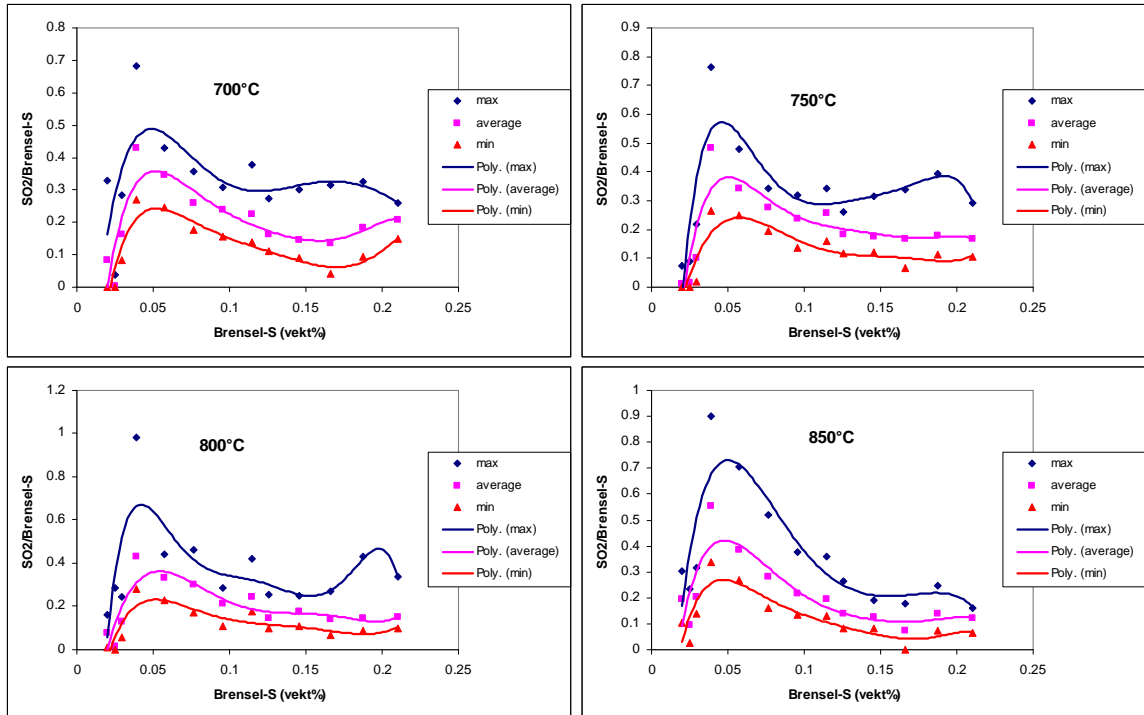 700°C
SO2/Brensel-S
0.8
0.7
0.6
0.5
0.4
0.3
0.2
0.1
0
0 0.05 0.1 0.15 0.2 0.25
Brensel-S (vekt%)
max
average
min
Poly. (max)
Poly. (average)
Poly. (min)
750°C
SO2/Brensel-S
0.9
0.8
0.7
0.6
0.5
0.4
0.3
0.2
0.1
0
0 0.05 0.1 0.15 0.2 0.25
Brensel-S (vekt%)
max
average
min
Poly. (max)
Poly. (average)
Poly. (min)
800°C
SO2/Brensel-S
1.2
1
0.8
0.6
0.4
0.2
0
0 0.05 0.1 0.15 0.2 0.25
Brensel-S (vekt%)
max
average
min
Poly. (max)
Poly. (average)
Poly. (min)
850°C
SO2/Brensel-S
1
0.9
0.8
0.7
0.6
0.5
0.4
0.3
0.2
0.1
0
0 0.05 0.1 0.15 0.2 0.25
Brensel-S (vekt%)
max
average
min
Poly. (max)
Poly. (average)
Poly. (min)